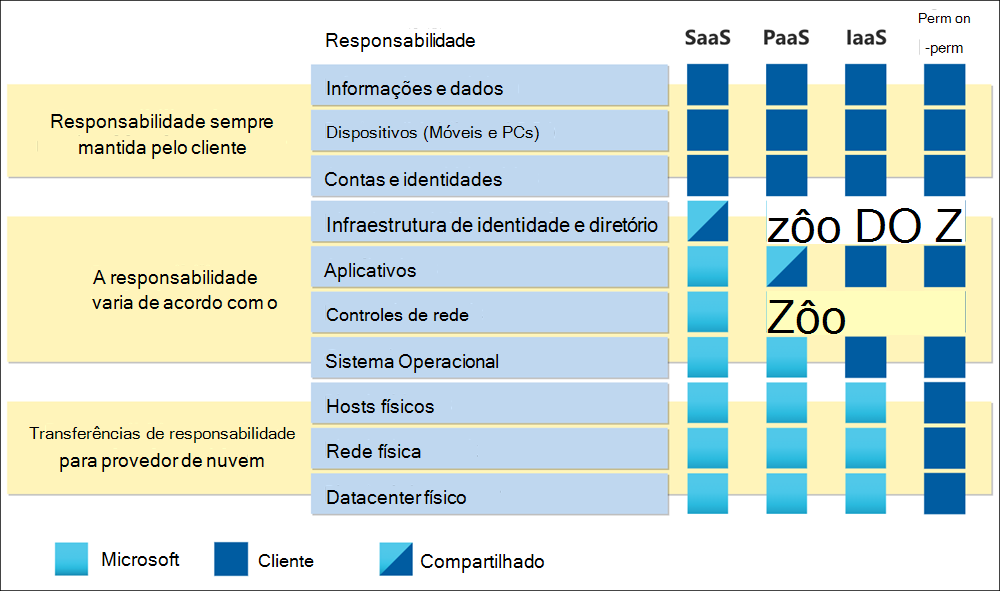 Responsabilidade
SaaS
PaaS
IaaS
Perm on
-perm
Responsabilidade sempre
mantida pelo cliente
Informações e dados
Dispositivos (Móveis e PCs)
Contas e identidades
A responsabilidade
varia de acordo com o
Infraestrutura de identidade e diretório
zôo DO Z
Aplicativos
Controles de rede
Zôo
Sistema Operacional
Transferências de responsabilidade
para provedor de nuvem
Hosts físicos
Rede física
Datacenter físico
Microsoft
Cliente
Compartilhado